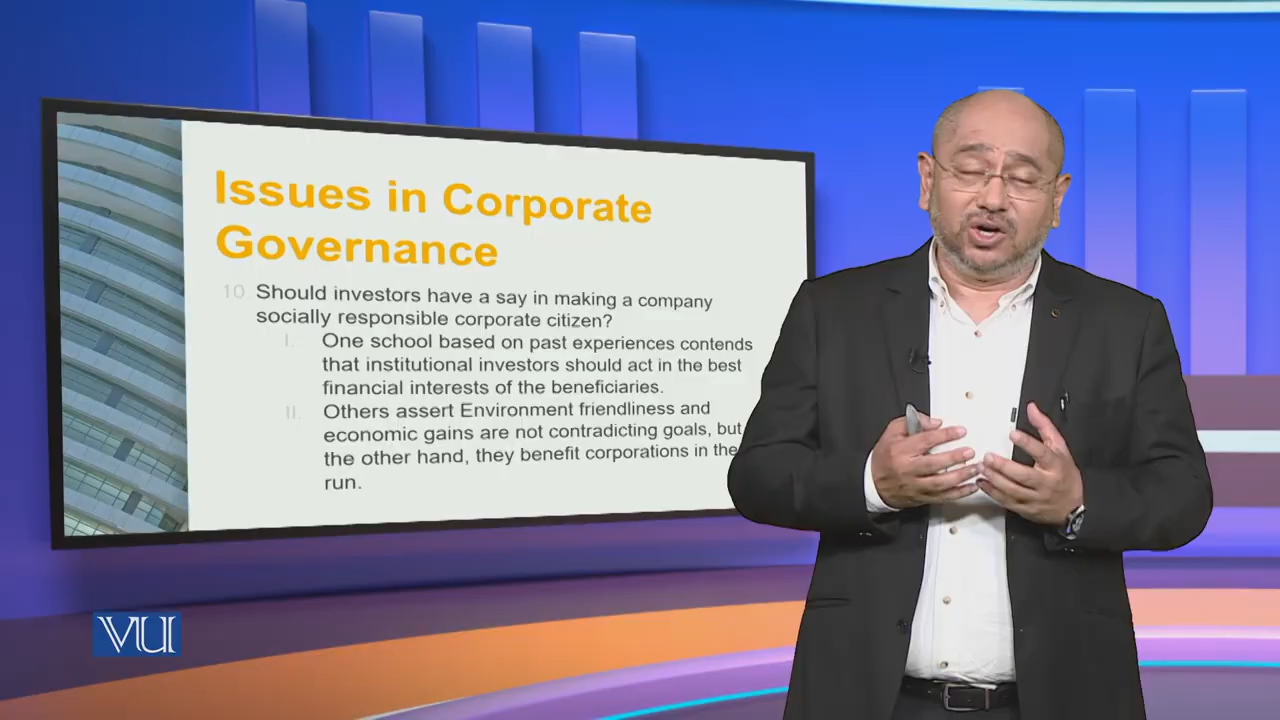 Issues in Corporate
Governance
10 Should investors have a say in making a company
socially responsible corporate citizen?
I. One school based on past experiences contends
that institutional investors should act in the best
financial interests of the beneficiaries.
II. Others assert Environment friendliness and
economic gains are not contradicting goals, but
the other hand, they benefit corporations in the
run.
VU